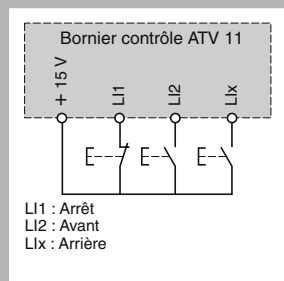 Bornier contrôle ATV 11
+ 15 V
LI1
LI2
LIx
LI1 : Arrêt
LI2 : Avant
LIx : Arrière